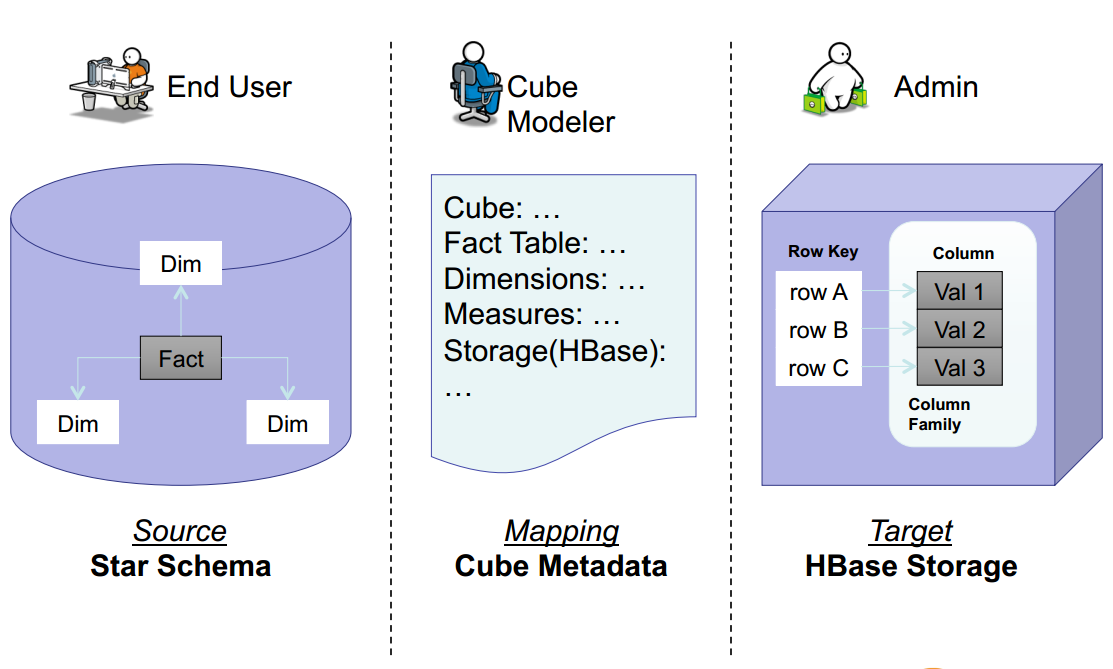 End User
Cube
Modeler
Admin
Dim
Fact
Dim
Dim
Cube: …
Fact Table: …
Dimensions: …
Measures: …
Storage(HBase):
…
Row Key
Column
row A
Val 1
row B
Val 2
row C
Val 3
Column
Family
Source
Star Schema
Mapping
Cube Metadata
Target
HBase Storage